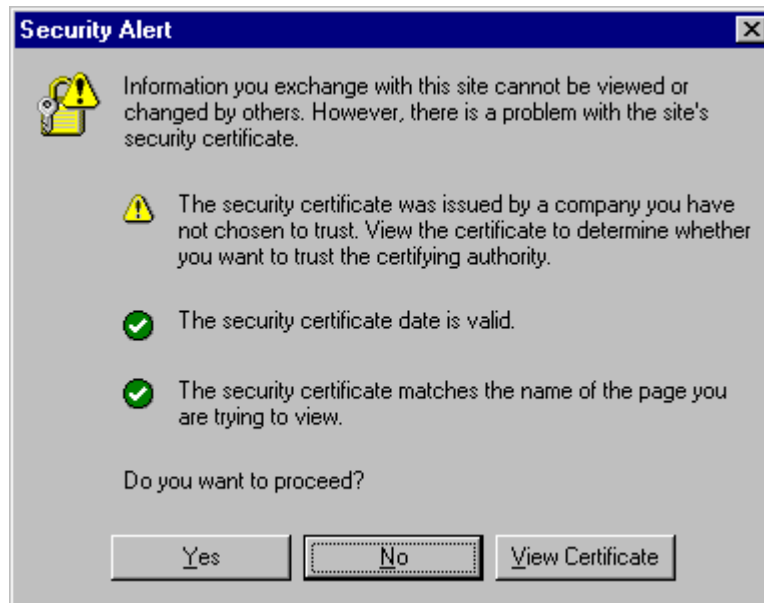 Security Alert
Information you exchange with this site cannot be viewed or
changed by others. However, there is a problem with the site's
security certificate.
The security certificate was issued by a company you have
not chosen to trust. View the certificate to determine whether
you want to trust the certifying authority.
The security certificate date is valid.
The security certificate matches the name of the page you
are trying to view.
Do you want to proceed?
Yes No View Certificate